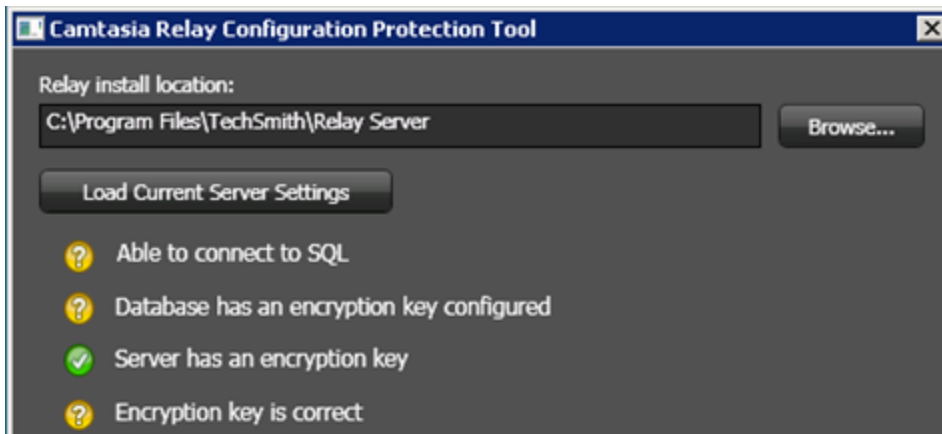 Camtasia Relay Configuration Protection Tool
Relay install location:
C:\Program Files\TechSmith\Relay Server
Browse...
Load Current Server Settings
Able to connect to SQL
Database has an encryption key configured
Server has an encryption key
Encryption key is correct